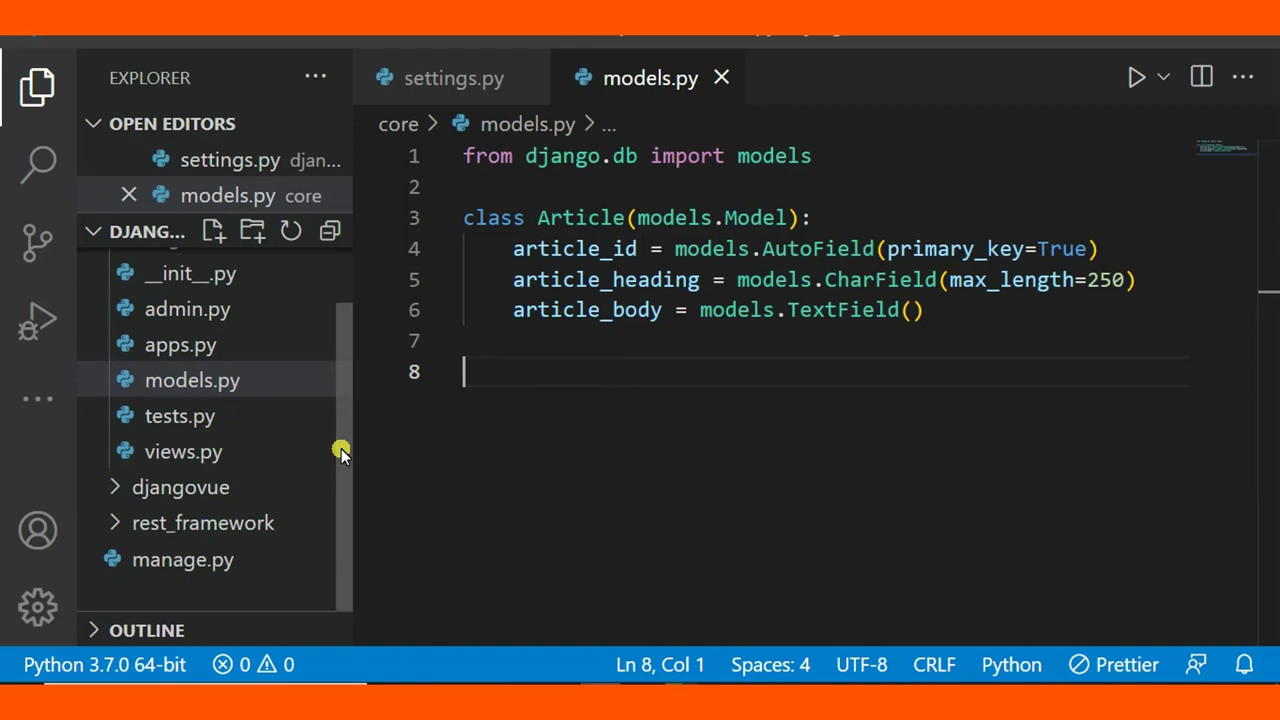 EXPLORER
settings.py
models.py
OPEN EDITORS
settings.py djan...
models.py core
DJANG...
__init__.py
admin.py
apps.py
models.py
tests.py
views.py
djangovue
rest_framework
manage.py
OUTLINE
core > models.py > ...
1 from django.db import models
2
3 class Article(models.Model):
4 article_id = models.AutoField(primary_key=True)
5 article_heading = models.CharField(max_length=250)
6 article_body = models.TextField()
7
8
Python 3.7.0 64-bit 0 0 Ln 8, Col 1 Spaces: 4 UTF-8 CRLF Python Prettier